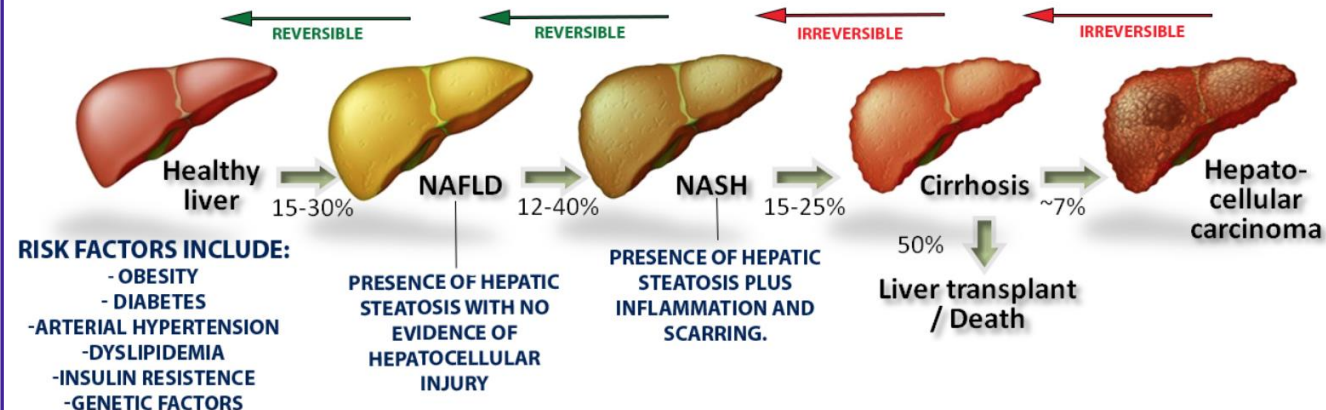 REVERSIBLE
REVERSIBLE
IRREVERSIBLE
IRREVERSIBLE
Healthy
liver
15-30%
NAFLD
12-40%
NASH
15-25%
Cirrhosis
~7%
Hepato-
cellular
carcinoma
50%
Liver transplant
/ Death
RISK FACTORS INCLUDE:
- OBESITY
- DIABETES
-ARTERIAL HYPERTENSION
-DYSLIPIDEMIA
-INSULIN RESISTENCE
-GENETIC FACTORS
PRESENCE OF HEPATIC
STEATOSIS WITH NO
EVIDENCE OF
HEPATOCELLULAR
INJURY
PRESENCE OF HEPATIC
STEATOSIS PLUS
INFLAMMATION AND
SCARRING.